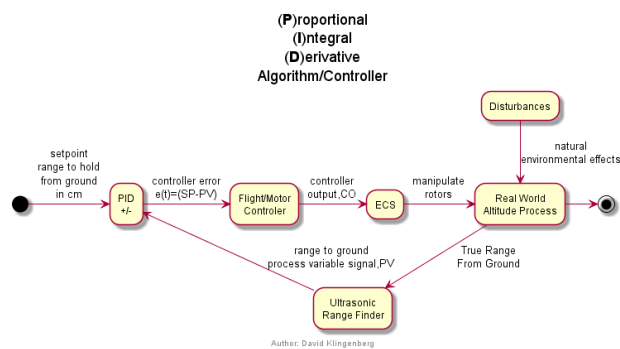 (P)roportional
(I)ntegral
(D)erivative
Algorithm/Controller
Disturbances
natural
environmental effects
setpoint
range to hold
from ground
in cm
PID
+/-
controller error
e(t)=(SP-PV)
Flight/Motor
Controler
controller
output,CO
ECS
manipulate
rotors
Real World
Altitude Process
range to ground
process variable signal,PV
True Range
From Ground
Ultrasonic
Range Finder
Author: David Klingenberg